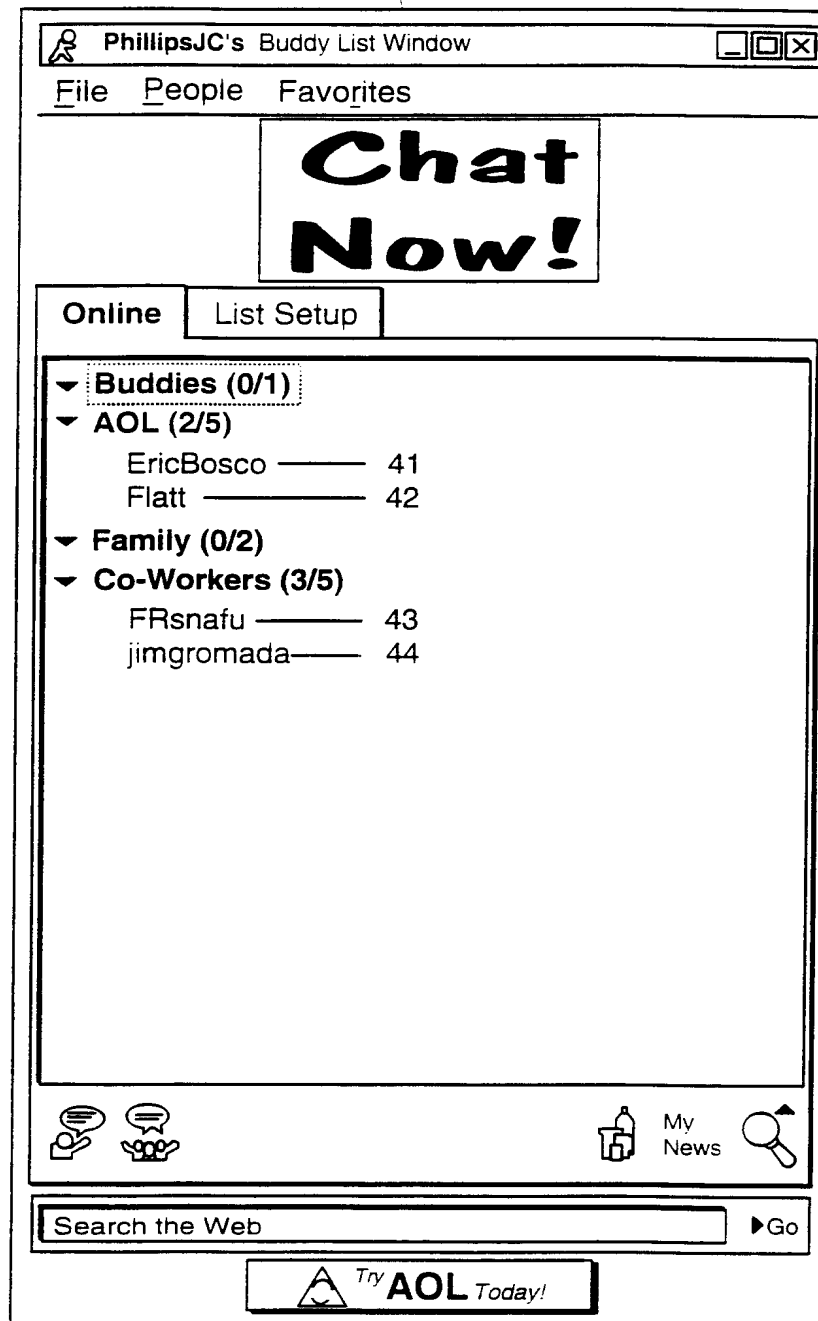 PhillipsJC's Buddy List Window
File People Favorites
Chat
Now!
Online List Setup
Buddies (0/1)
AOL (2/5)
EricBosco 41
Flatt 42
Family (0/2)
Co-Workers (3/5)
FRsnafu 43
jimgromada 44
My
News
Search the Web Go
Try AOL Today!